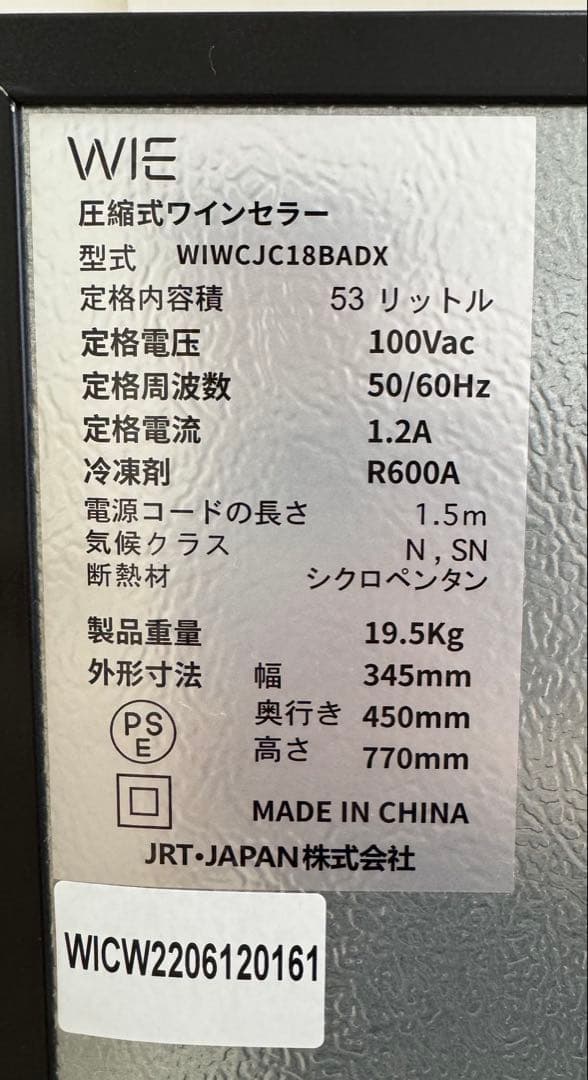 WIE
圧縮式ワインセラー
型式 WIWCJC18BADX
定格内容積 53 リットル
定格電圧 100Vac
定格周波数 50/60Hz
定格電流 1.2A
冷凍剤 R600A
電源コードの長さ 1.5m
気候クラス N , SN
断熱材 シクロペンタン
製品重量 19.5Kg
外形寸法 幅 345mm
奥行き 450mm
高さ 770mm
PS
E
MADE IN CHINA
JRT・JAPAN株式会社
WICW2206120161